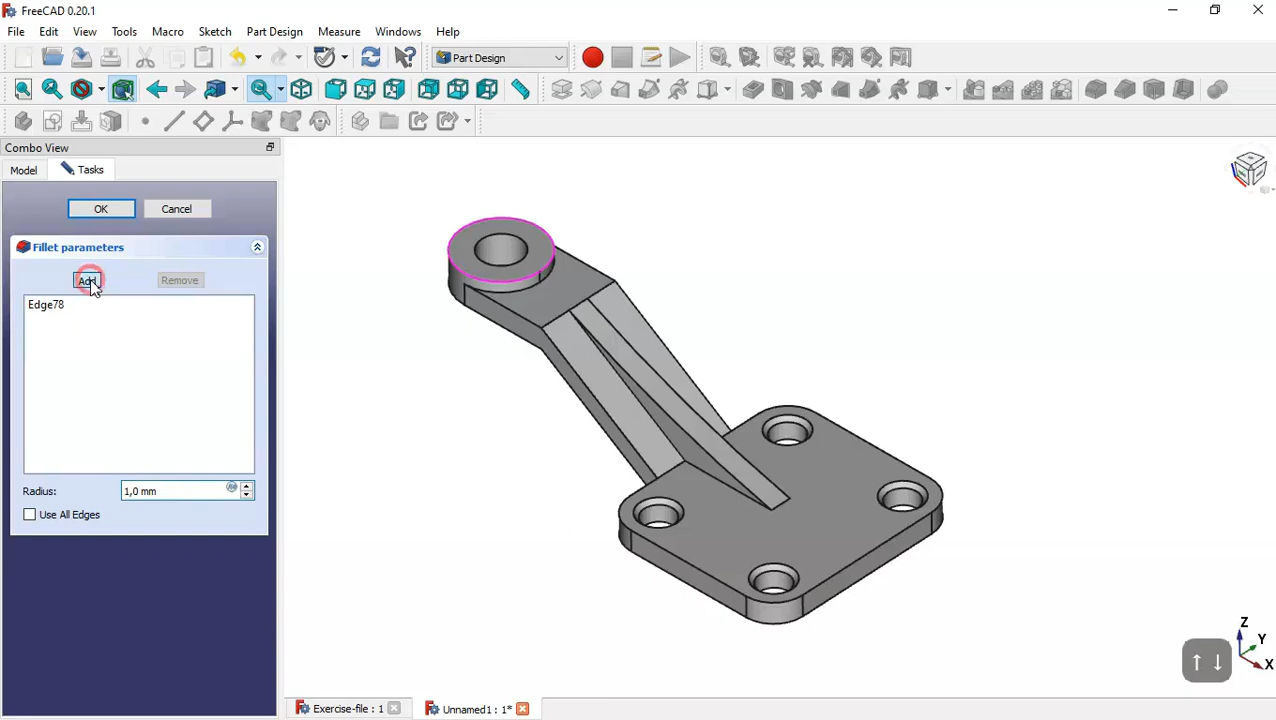 FreeCAD 0.20.1
File Edit View Tools Macro Sketch Part Design Measure Windows Help
Part Design
Combo View
Model Tasks
OK Cancel
Fillet parameters
Add Remove
Edge78
Radius: 1,0 mm
Use All Edges
Z
Y
X
↑ ↓
Exercise-file : 1 Unnamed1 : 1*